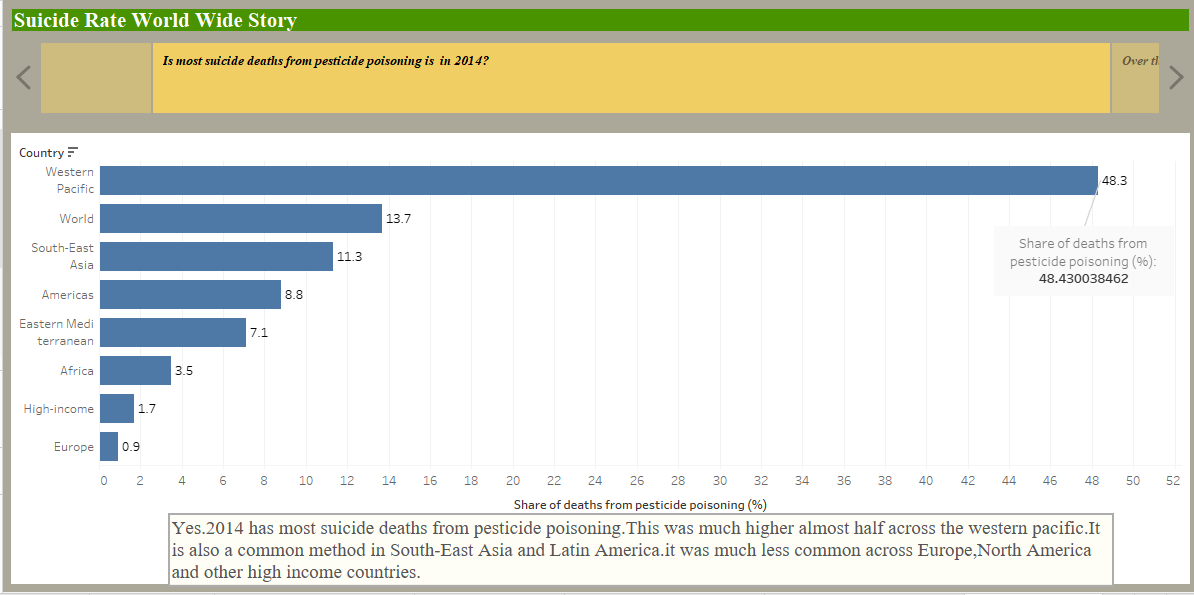 Suicide Rate World Wide Story
Is most suicide deaths from pesticide poisoning is in 2014?
Over
Country
Western
Pacific
48.3
World
13.7
South-East
Asia
11.3
Americas
8.8
Eastern Medi
terranean
7.1
Africa
3.5
High-income
1.7
Europe
0.9
Share of deaths from
pesticide poisoning (%):
48.430038462
0 2 4 6 8 10 12 14 16 18 20 22 24 26 28 30 32 34 36 38 40 42 44 46 48 50 52
Share of deaths from pesticide poisoning (%)
Yes.2014 has most suicide deaths from pesticide poisoning.This was much higher almost half across the western pacific.It
is also a common method in South-East Asia and Latin America.it was much less common across Europe,North America
and other high income countries.